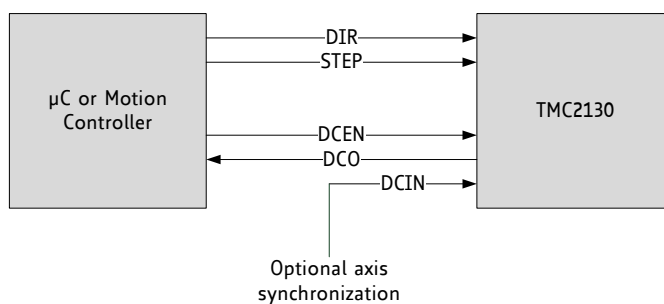 DIR
STEP
µC or Motion
Controller
TMC2130
DCEN
DCO
DCIN
Optional axis
synchronization